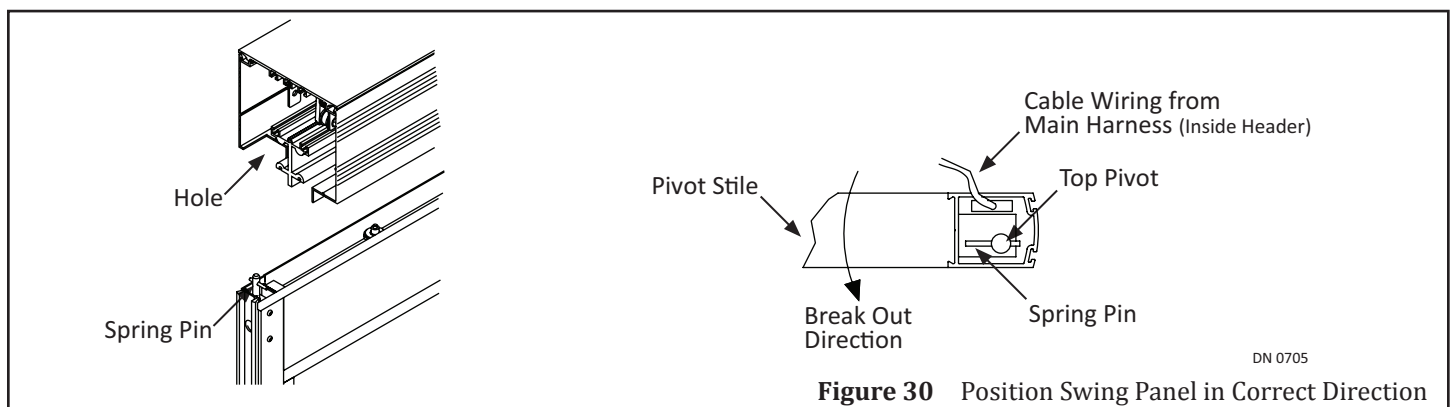 Hole
Spring Pin
Cable Wiring from
Main Harness (Inside Header)
Pivot Stile
Top Pivot
Break Out
Direction
Spring Pin
DN 0705
Figure 30 Position Swing Panel in Correct Direction